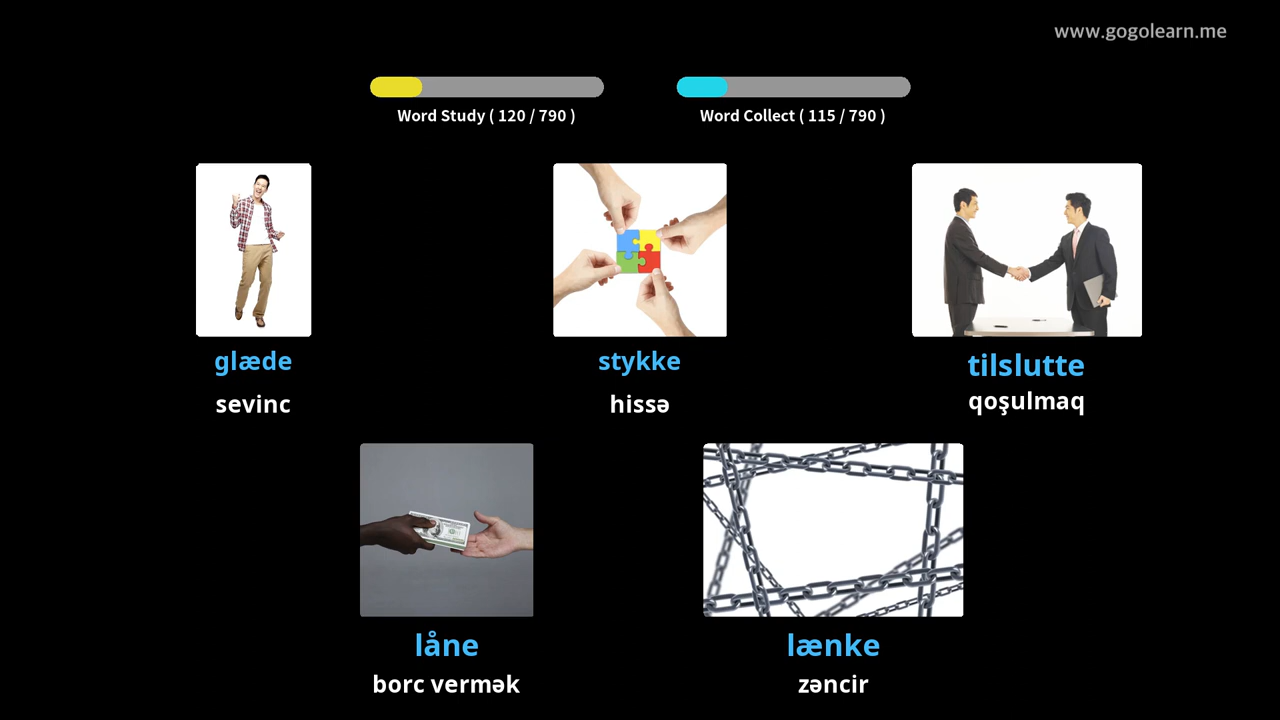 www.gogolearn.me
Word Study ( 120 / 790 )
Word Collect ( 115 / 790 )
glæde
sevinc
stykke
hissə
tilslutte
qoşulmaq
låne
borc vermək
lænke
zəncir